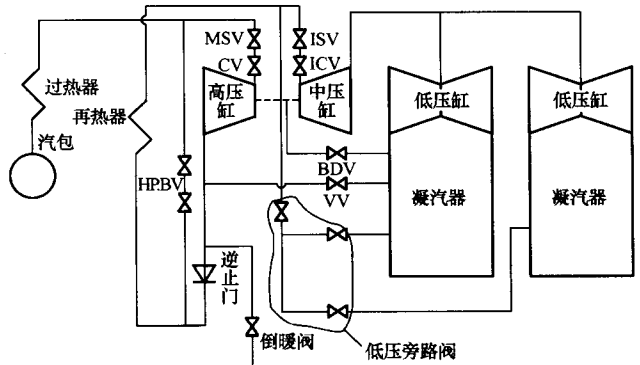 MSV
ISV
CV
ICV
过热器
高压
缸
中压
缸
低压缸
低压缸
再热器
汽包
BDV
HP.BV
VV
凝汽器
凝汽器
逆
止
门
倒暖阀
低压旁路阀